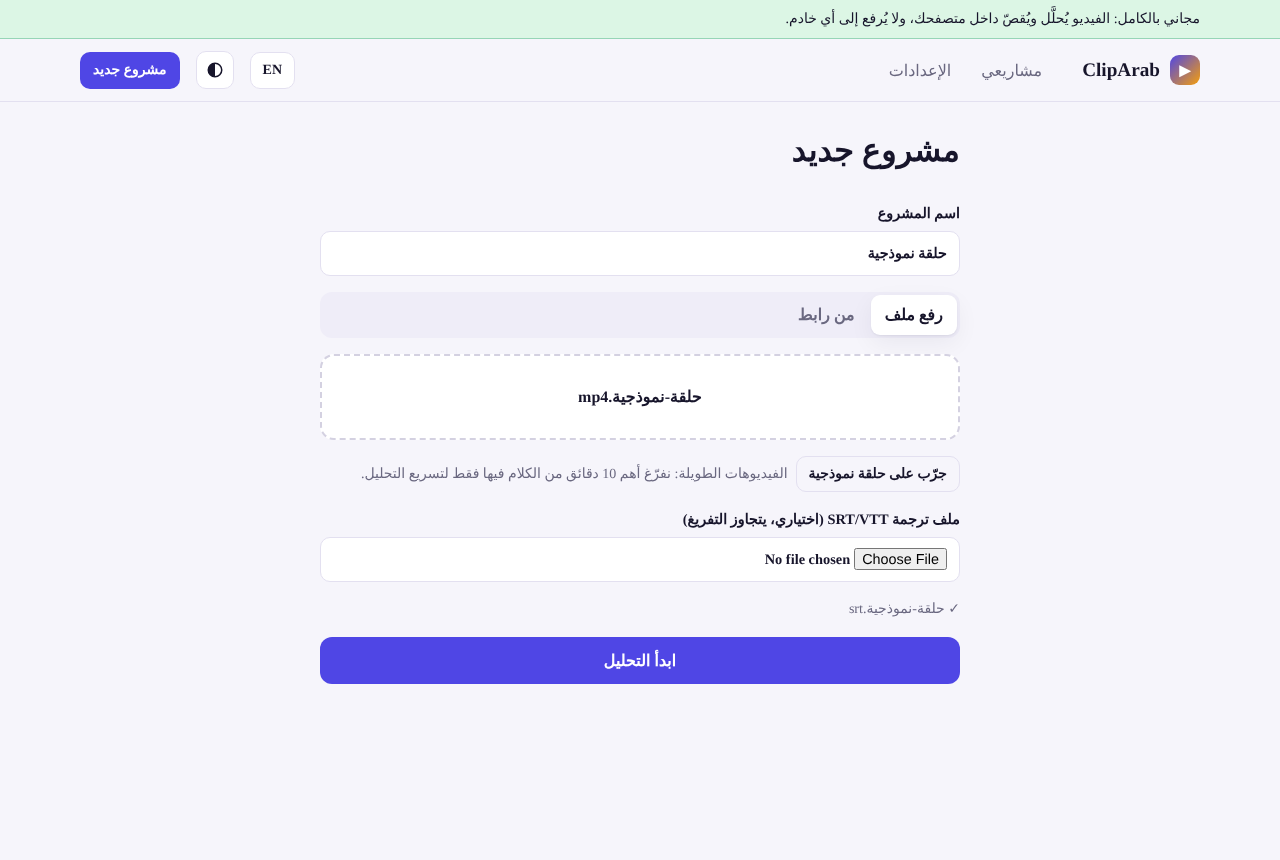 مجاني بالكامل: الفيديو يُحلَّل ويُقصّ داخل متصفحك، ولا يُرفع إلى أي خادم.
ClipArab
مشاريعي
الإعدادات
EN
مشروع جديد
مشروع جديد
اسم المشروع
حلقة نموذجية
رفع ملف
من رابط
حلقة-نموذجية.mp4
جرّب على حلقة نموذجية
الفيديوهات الطويلة: نفرّغ أهم 10 دقائق من الكلام فيها فقط لتسريع التحليل.
ملف ترجمة SRT/VTT (اختياري، يتجاوز التفريغ)
Choose File No file chosen
✓ حلقة-نموذجية.srt
ابدأ التحليل